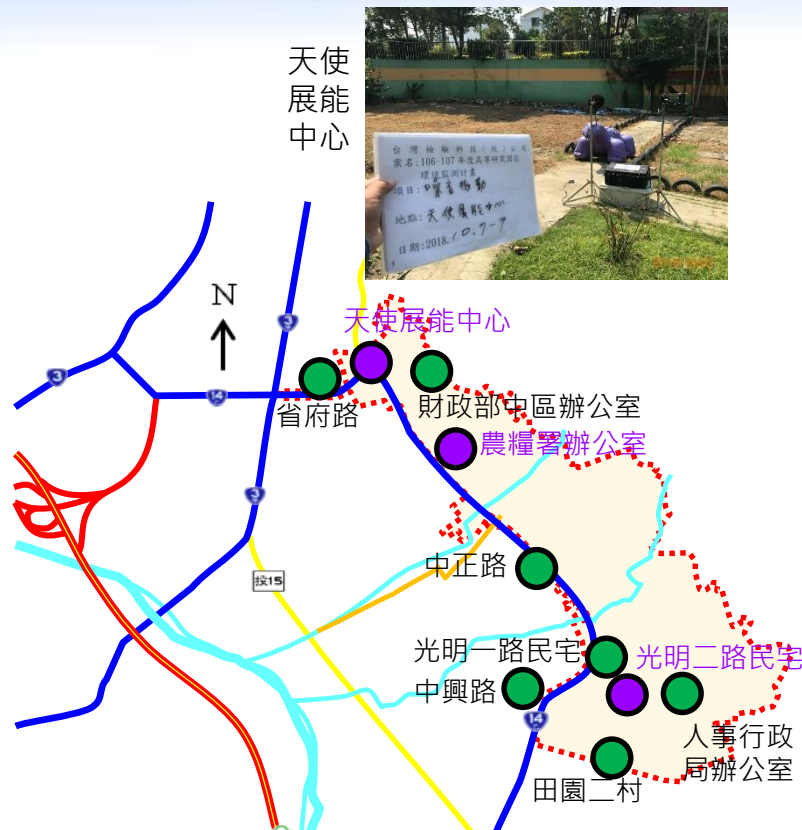 天使
展能
中心
台灣檢驗科技(股)公司
案名:106-107年度高等研究園區
環境監測計畫
項目:噪音振動
地點:天使展能中心
日期:2018.10.7-9
N
3
天使展能中心
3
14
省府路
財政部中區辦公室
農糧署辦公室
3
中正路
投15
光明一路民宅
光明二路民宅
中興路
14
人事行政
局辦公室
田園二村